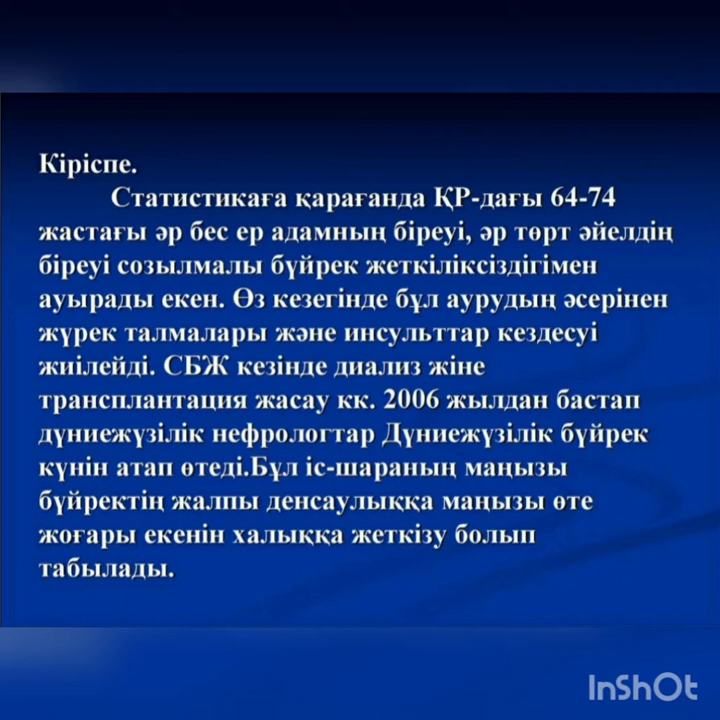 Кіріспе.
Статистикаға қарағанда ҚР-дағы 64-74
жастағы әр бес ер адамның біреуі, әр төрт әйелдің
біреуі созылмалы бүйрек жеткіліксіздігімен
ауырады екен. Өз кезегінде бұл аурудың әсерінен
жүрек талмалары және инсульттар кездесуі
жиілейді. СБЖ кезінде диализ жіне
трансплантация жасау кк. 2006 жылдан бастап
дүниежүзілік нефрологтар Дүниежүзілік бүйрек
күнін атап өтеді.Бұл іс-шараның маңызы
бүйректің жалпы денсаулыққа маңызы өте
жоғары екенін халыққа жеткізу болып
табылады.
InShOt